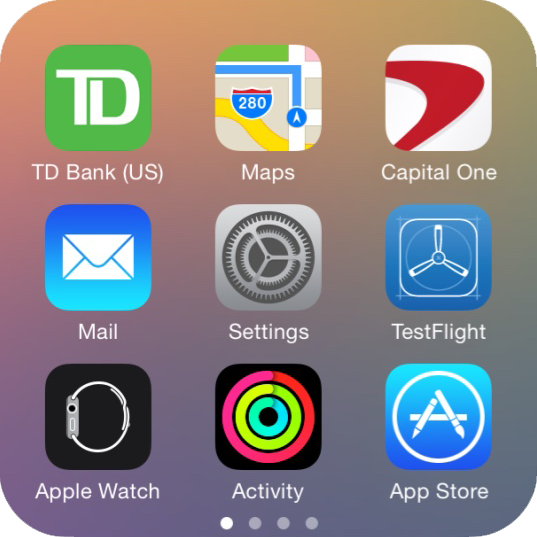 TD
280
TD Bank (US)
Maps
Capital One
Mail
Settings
TestFlight
Apple Watch
Activity
App Store